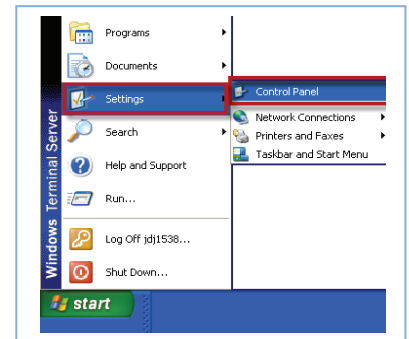 Programs
Documents
Settings
Control Panel
Search
Network Connections
Printers and Faxes
Taskbar and Start Menu
Help and Support
Run...
Log Off jdj1538...
Shut Down...
Windows Terminal Server
start